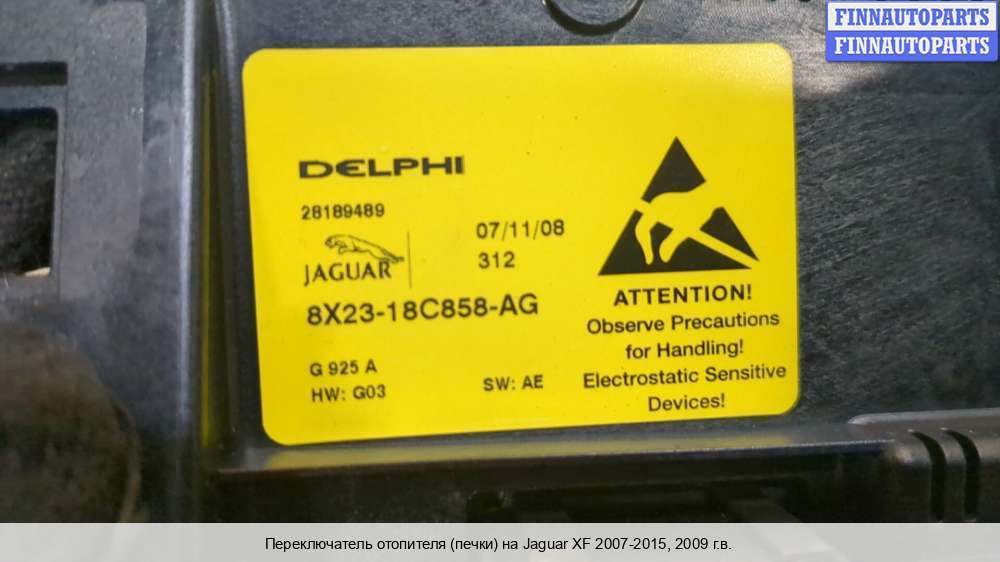 FINNAUTOPARTS
FINNAUTOPARTS
DELPHI
28189489
07/11/08
JAGUAR
312
8X23-18C858-AG
G 925 A
HW: G03
SW: AE
ATTENTION!
Observe Precautions
for Handling!
Electrostatic Sensitive
Devices!
Переключатель отопителя (печки) на Jaguar XF 2007-2015, 2009 г.в.